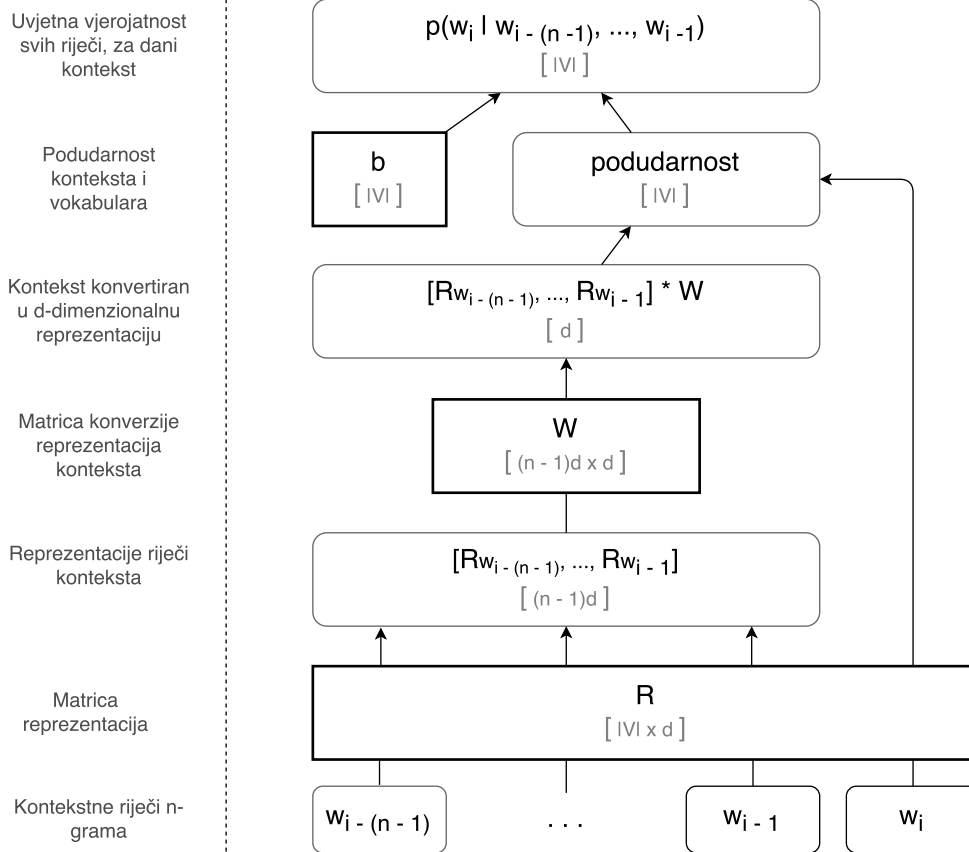 Uvjetna vjerojatnost
svih riječi, za dani
kontekst
p(wi | wi - (n -1), ..., wi -1)
[ |V| ]
Podudarnost
konteksta i
vokabulara
b
[ |V| ]
podudarnost
[ |V| ]
Kontekst konvertiran
u d-dimenzionalnu
reprezentaciju
[Rwi - (n - 1), ..., Rwi - 1] * W
[ d ]
Matrica konverzije
reprezentacija
konteksta
W
[ (n - 1)d x d ]
Reprezentacije riječi
konteksta
[Rwi - (n - 1), ..., Rwi - 1]
[ (n - 1)d ]
Matrica
reprezentacija
R
[ |V| x d ]
Kontekstne riječi n-
grama
wi - (n - 1)
. . .
wi - 1
wi